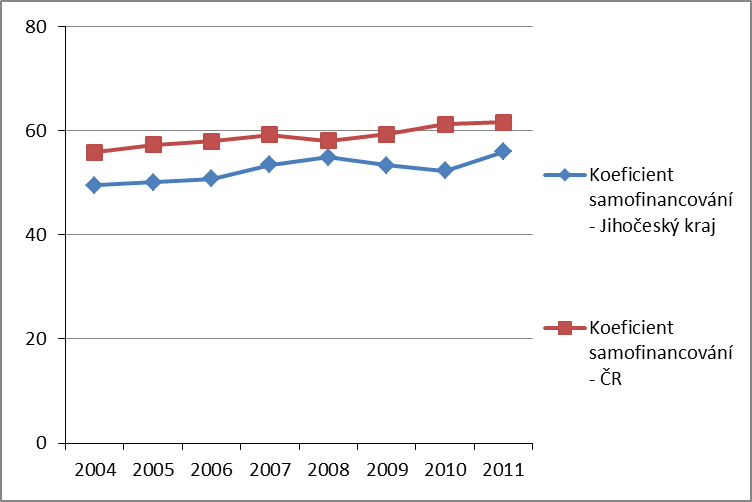 80
60
40
20
0
2004 2005 2006 2007 2008 2009 2010 2011
Koeficient
samofinancování
- Jihočeský kraj
Koeficient
samofinancování
- ČR